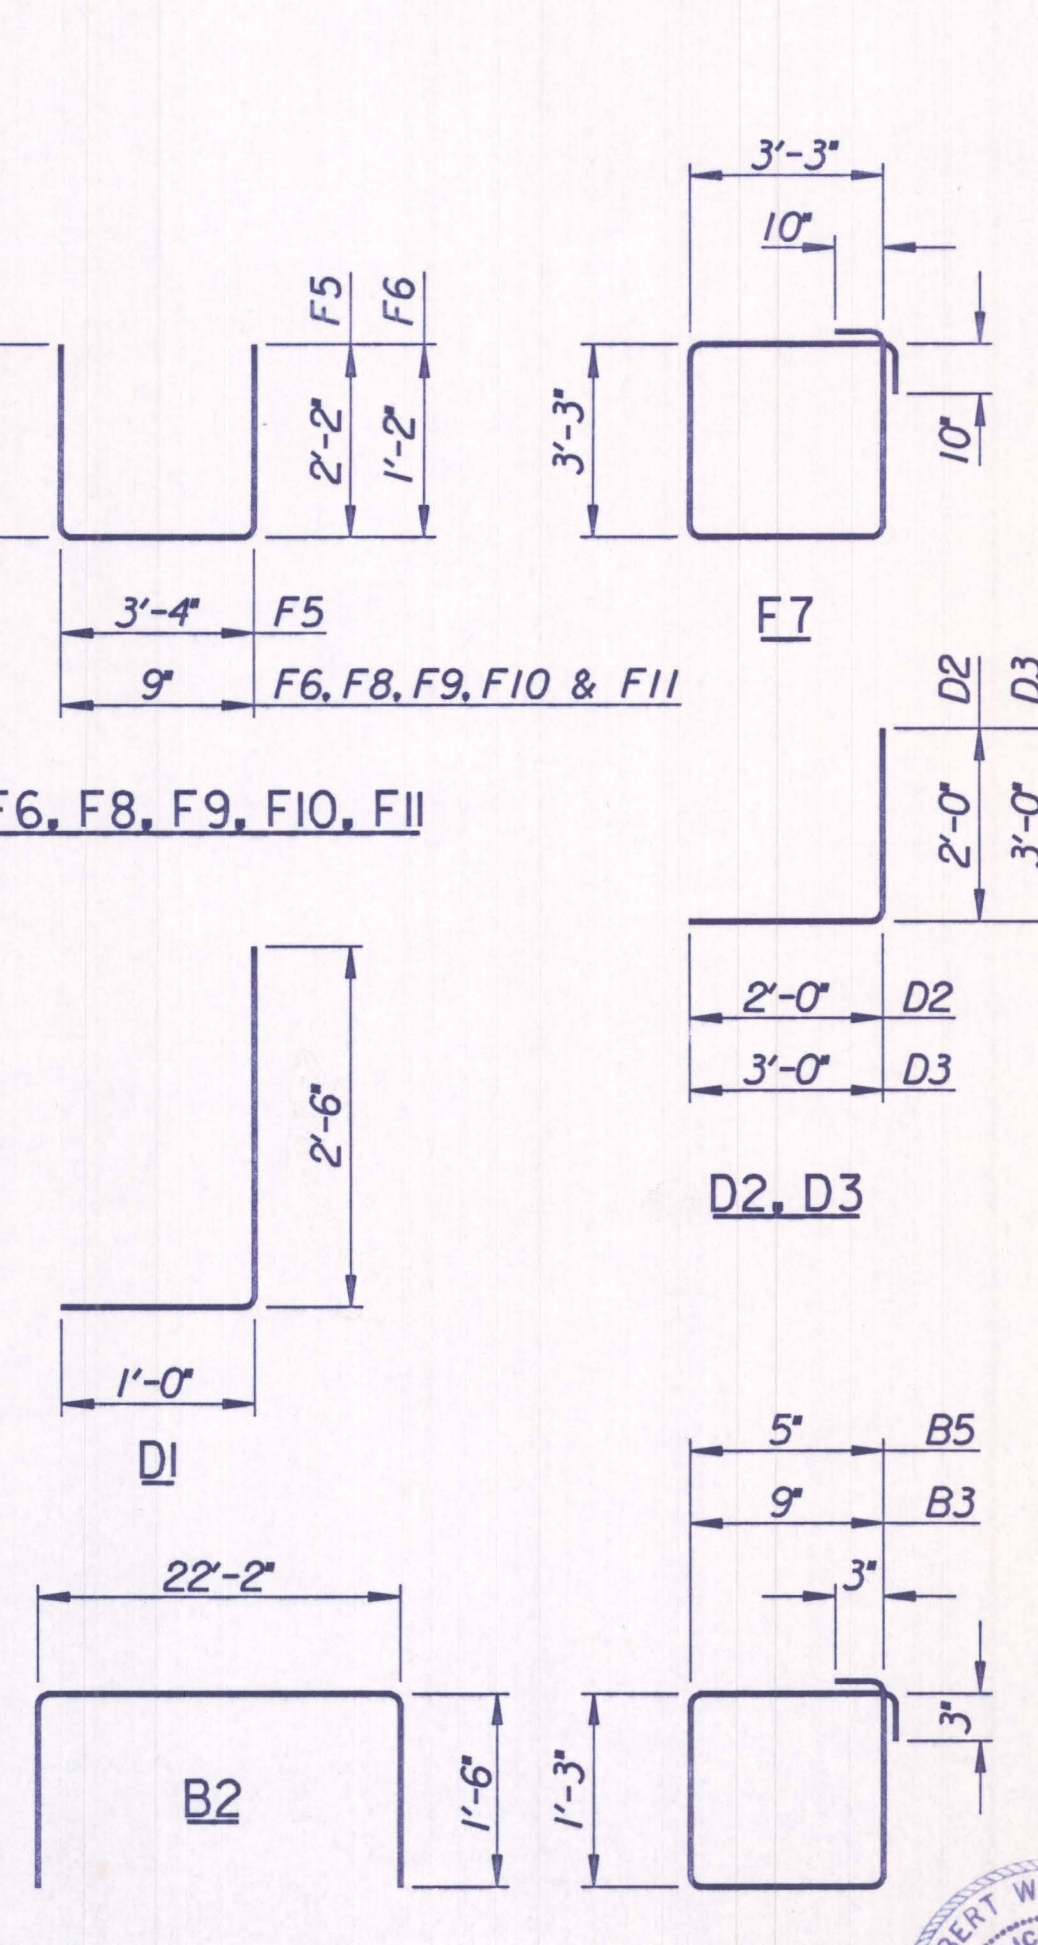 3'-3"
10"
F5
F6
2'-2"
1'-2"
3'-3"
10"
3'-4" F5
9" F6, F8, F9, F10 & F11
F7
F6, F8, F9, F10, F11
D2
D3
2'-0"
3'-0"
2'-0" D2
3'-0" D3
2'-6"
D2, D3
1'-0"
D1
5" B5
9" B3
3"
22'-2"
3"
1'-6"
1'-3"
B2